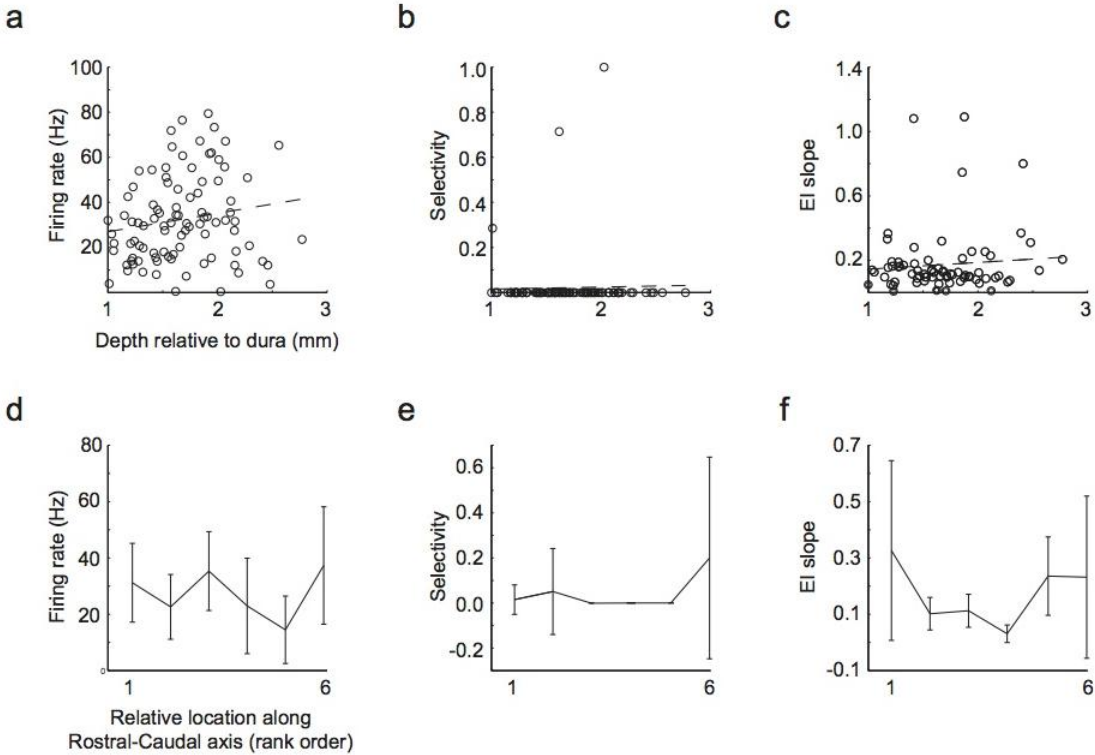 a
100
80
60
40
20
Firing rate (Hz)
1
2
3
Depth relative to dura (mm)
b
1.0
0.8
0.6
0.4
0.2
Selectivity
1
2
3
c
1.4
1.0
0.6
0.2
EI slope
1
2
3
d
80
60
40
20
0
Firing rate (Hz)
1
6
Relative location along
Rostral-Caudal axis (rank order)
e
0.6
0.4
0.2
0.0
-0.2
Selectivity
1
6
f
0.7
0.5
0.3
0.1
-0.1
EI slope
1
6